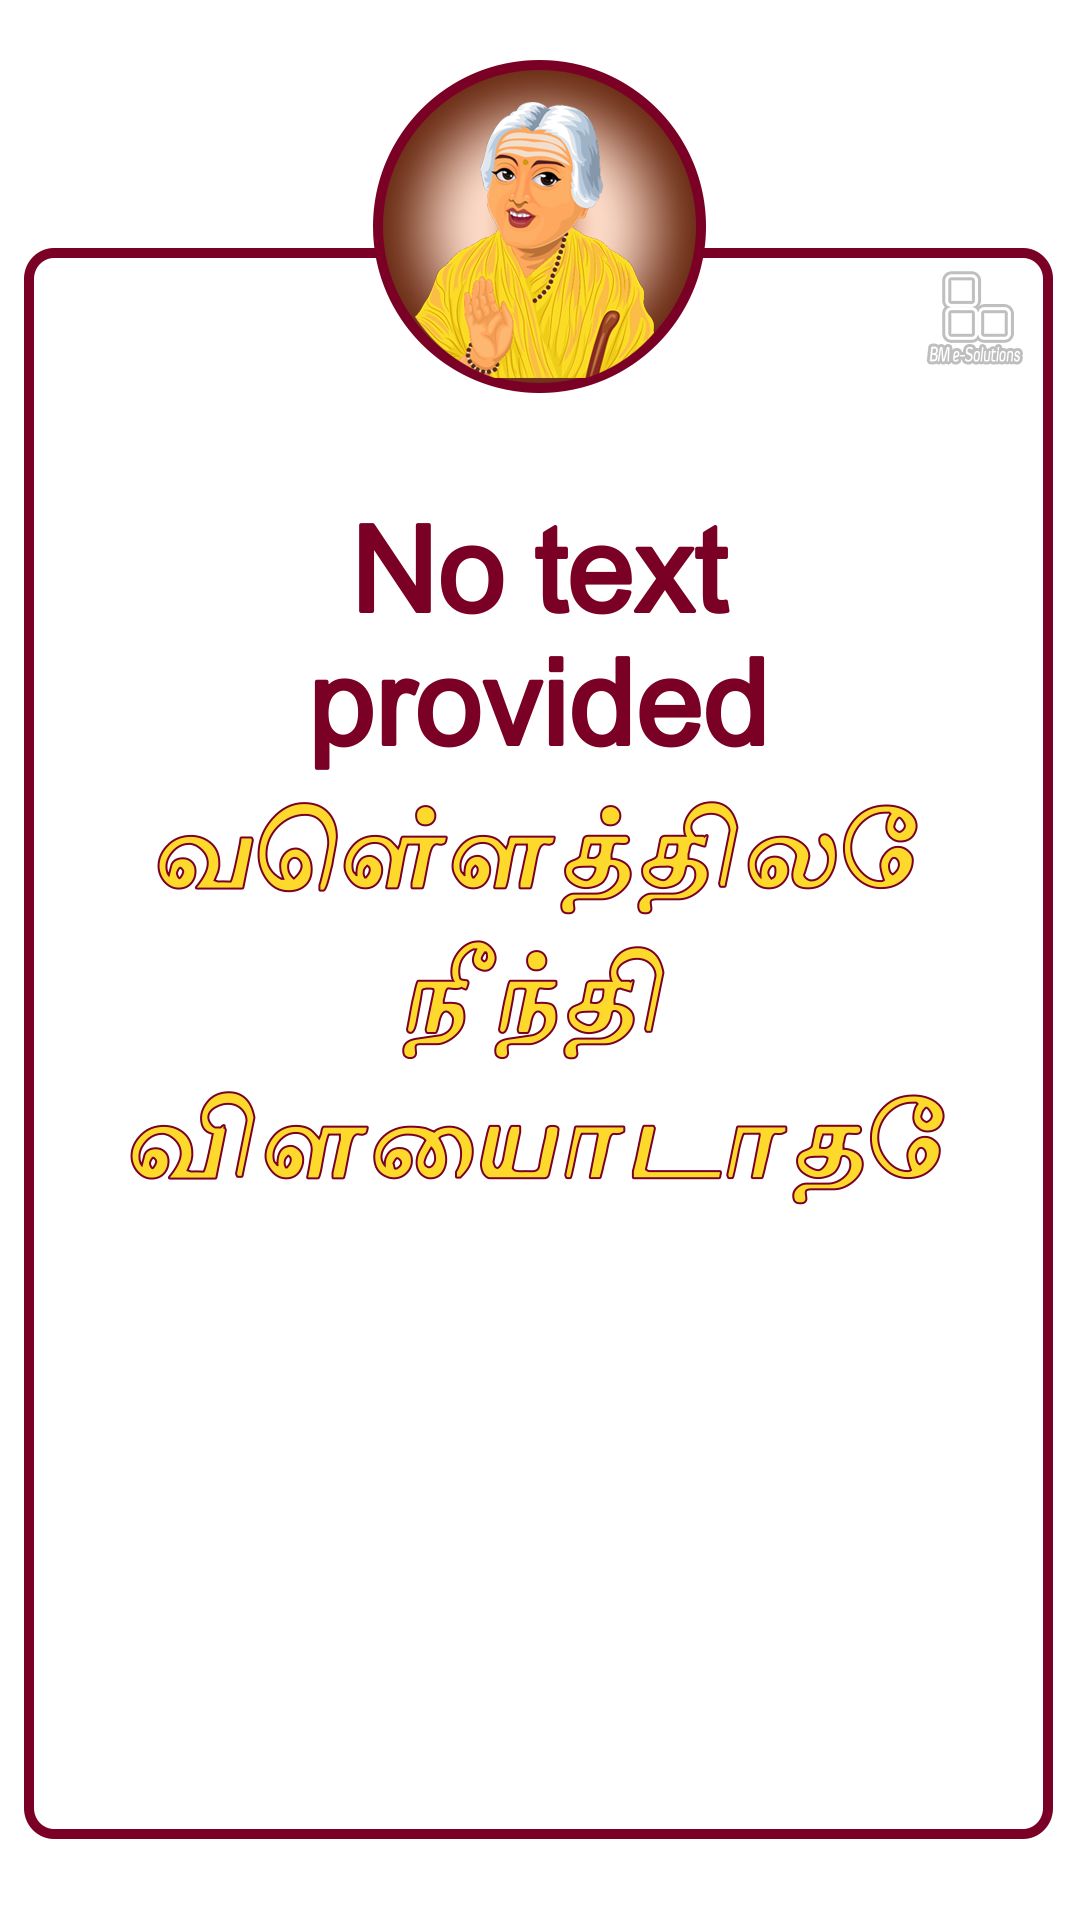 BM e-Solutions
No text
provided
வெள்ளத்திலே
நீந்தி
விளையாடாதே